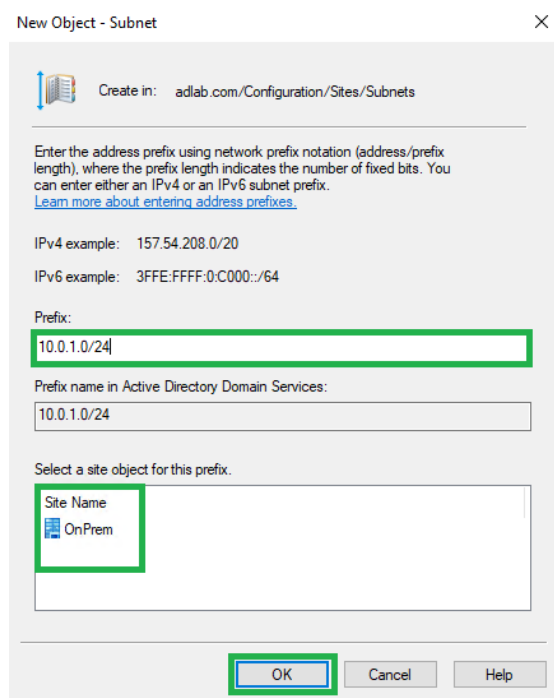 New Object - Subnet
Create in: adlab.com/Configuration/Sites/Subnets
Enter the address prefix using network prefix notation (address/prefix
length), where the prefix length indicates the number of fixed bits. You
can enter either an IPv4 or an IPv6 subnet prefix.
Learn more about entering address prefixes.
IPv4 example: 157.54.208.0/20
IPv6 example: 3FFE:FFFF:0:C000::/64
Prefix:
10.0.1.0/24
Prefix name in Active Directory Domain Services:
10.0.1.0/24
Select a site object for this prefix.
Site Name
OnPrem
OK Cancel Help